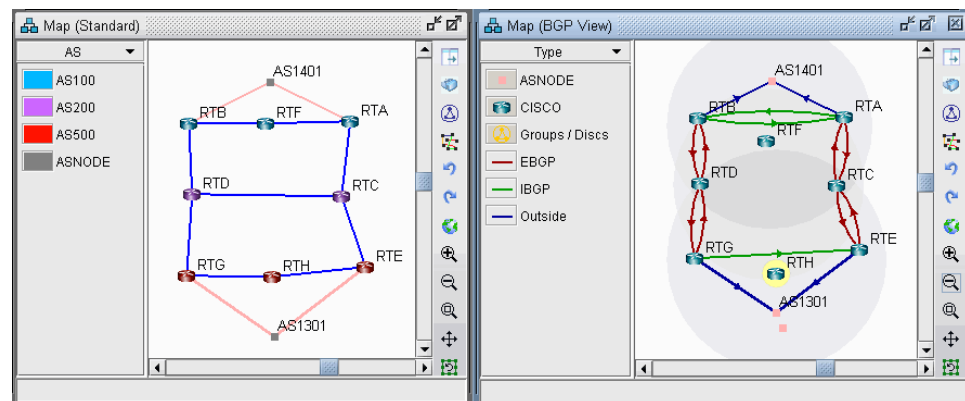 Map (Standard)
AS
AS100
AS200
AS500
ASNODE
AS1401
RTB
RTF
RTA
RTD
RTC
RTG
RTH
RTE
AS1301
Map (BGP View)
Type
ASNODE
CISCO
Groups / Discs
EBGP
IBGP
Outside
AS1401
RTB
RTA
RTF
RTD
RTC
RTG
RTE
RTH
AS1301